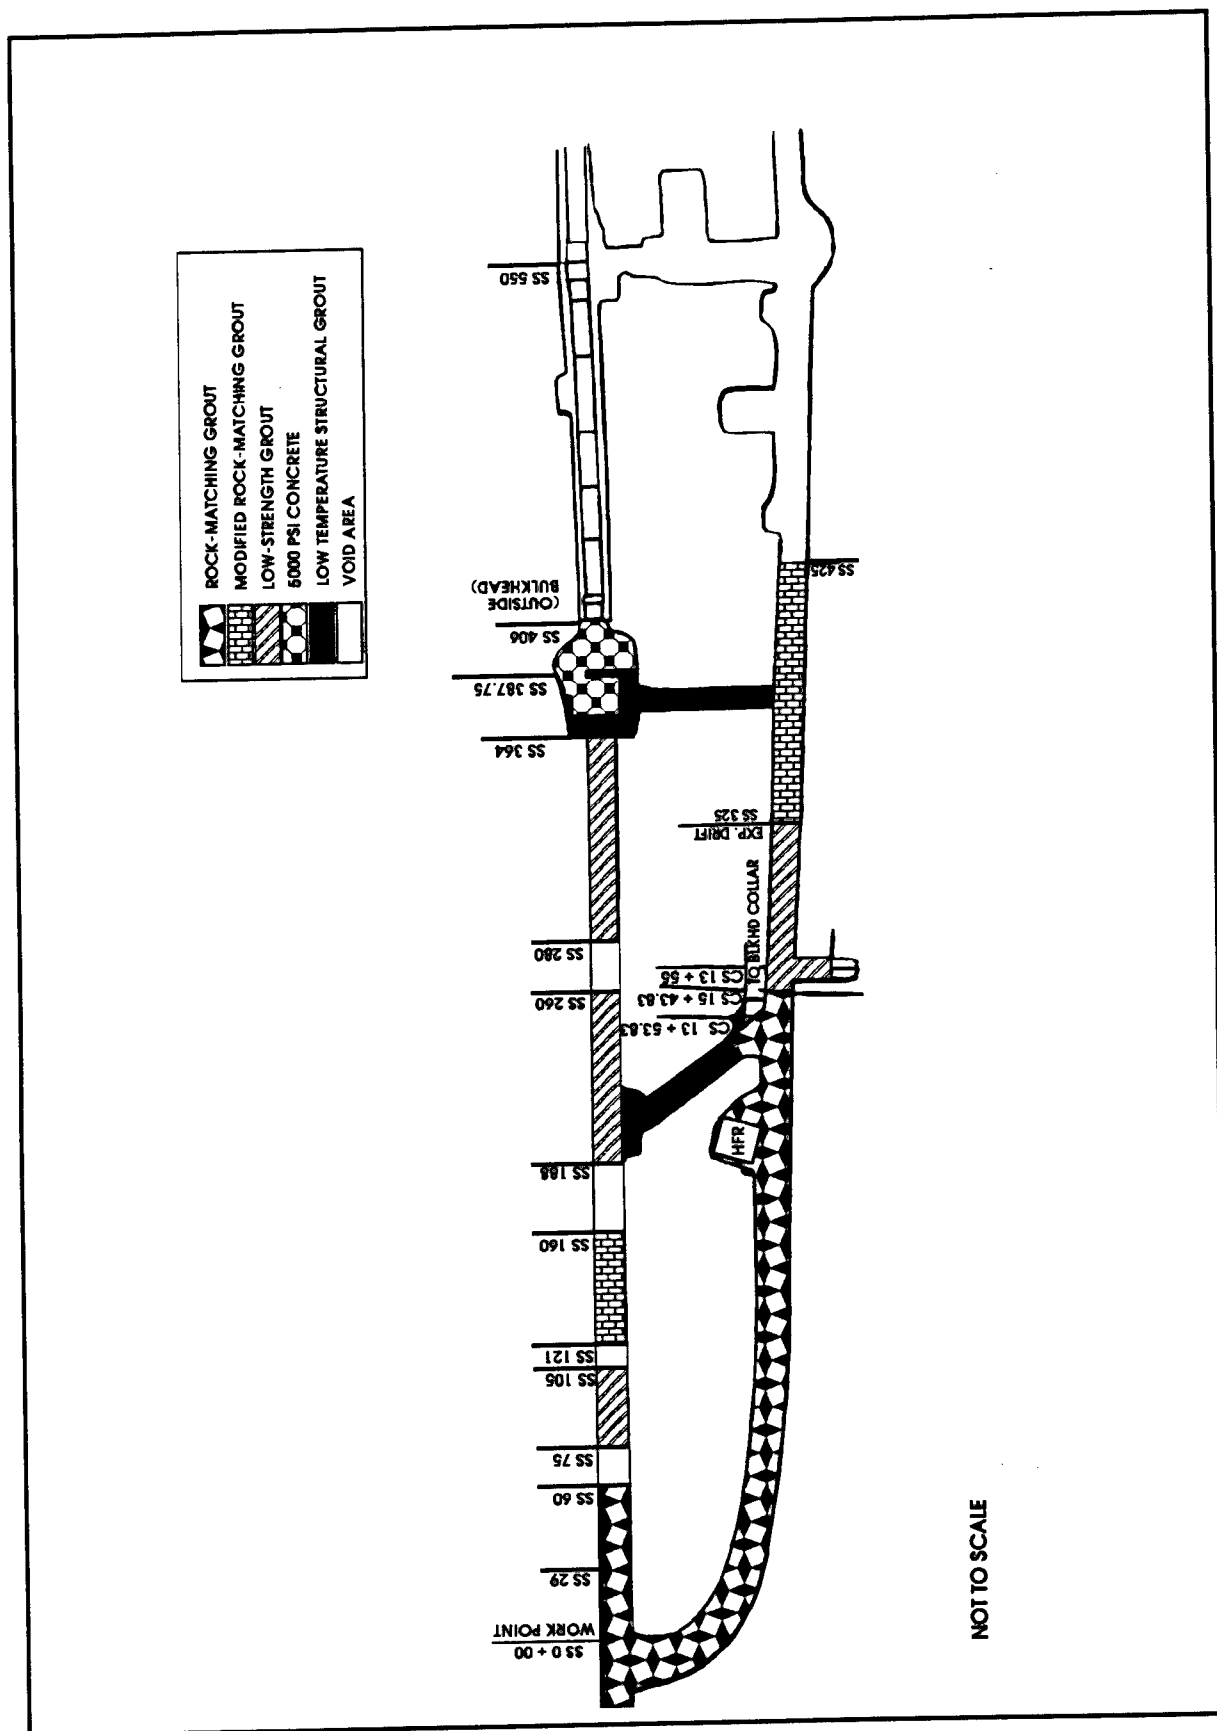 ROCK-MATCHING GROUT
MODIFIED ROCK-MATCHING GROUT
LOW-STRENGTH GROUT
5000 PSI CONCRETE
LOW TEMPERATURE STRUCTURAL GROUT
VOID AREA
SS 0 + 00
WORK POINT
SS 29
SS 60
SS 75
SS 105
SS 121
SS 160
SS 188
SS 260
SS 280
SS 364
SS 387.75
SS 406
(OUTSIDE
BULKHEAD)
SS 550
HFR
CS 13 + 53.83
CS 15 + 43.83
CS 13 + 55
TO BLKHD COLLAR
EXP. DRIFT
SS 325
SS 425
NOT TO SCALE